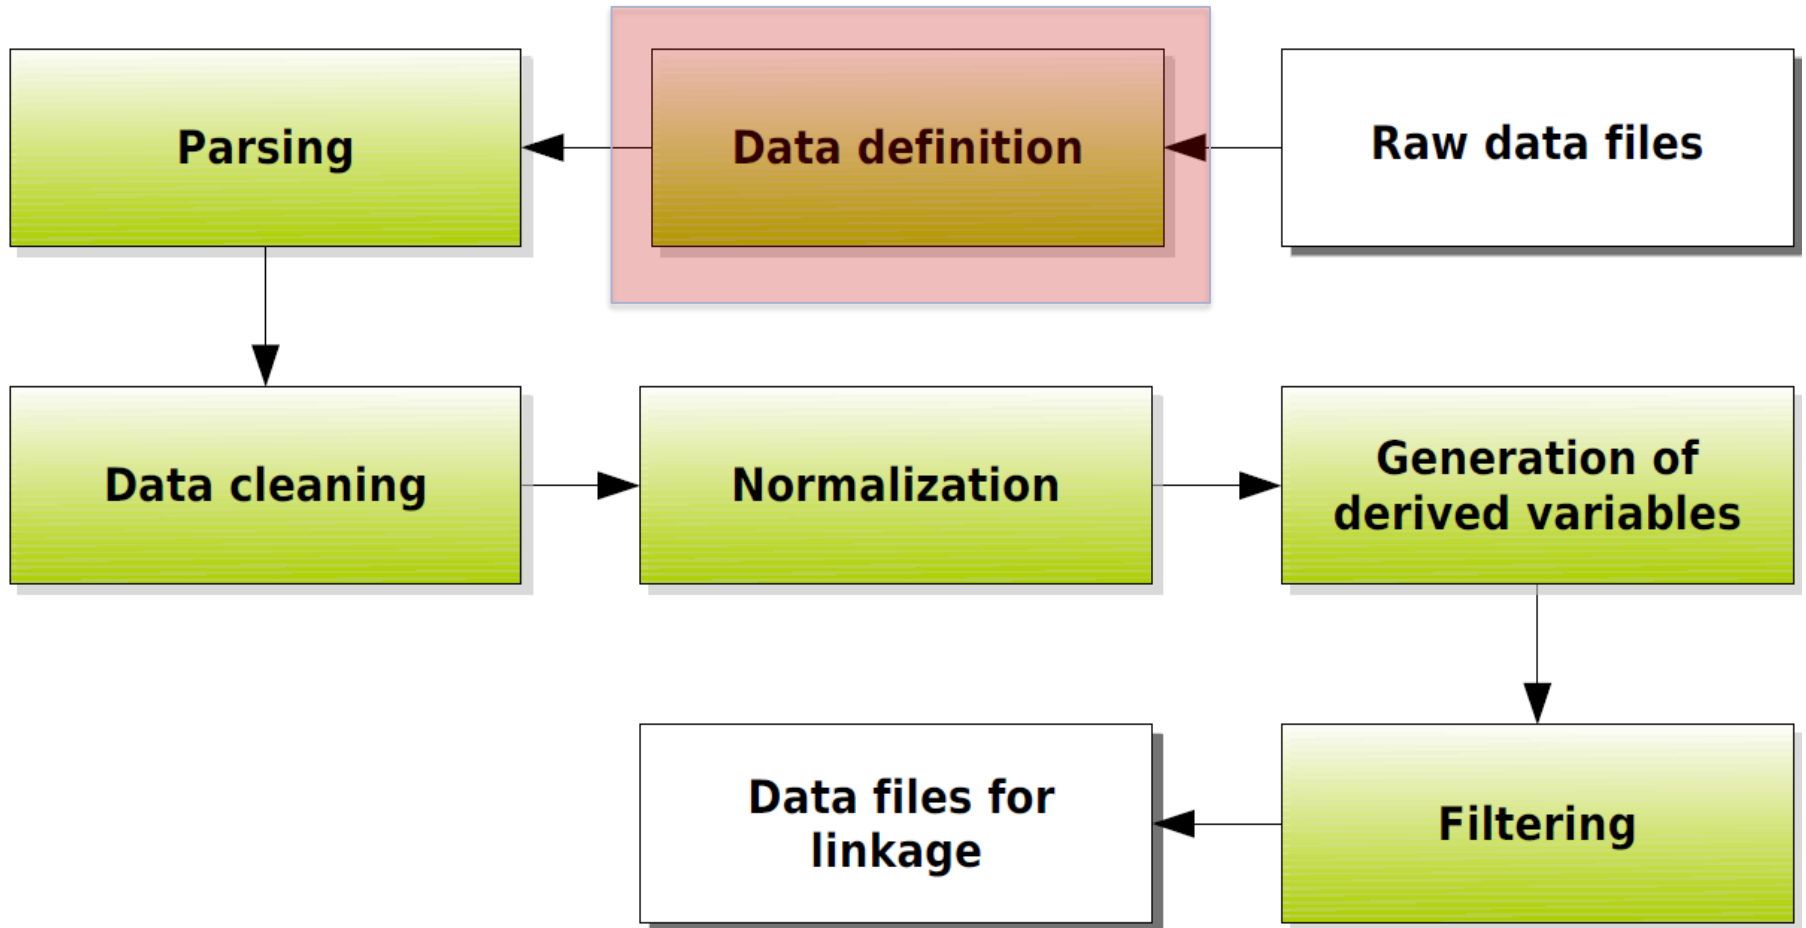 Parsing
Data definition
Raw data files
Data cleaning
Normalization
Generation of
derived variables
Data files for
linkage
Filtering